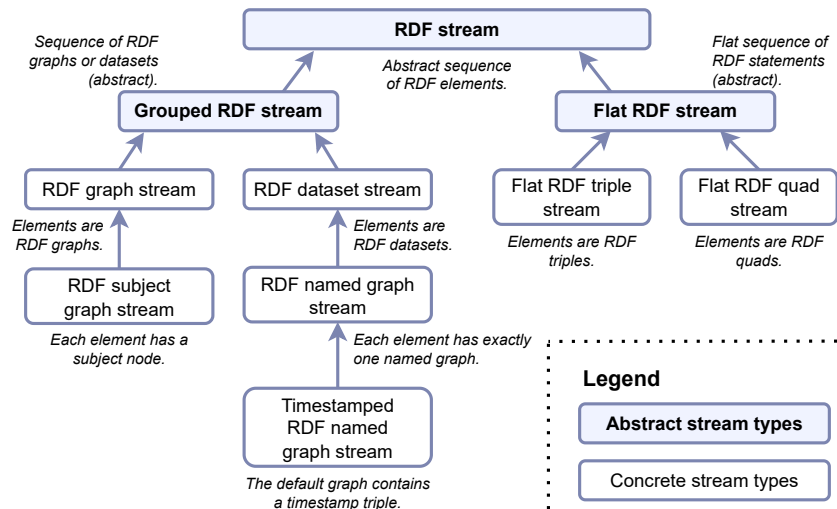 RDF stream
Sequence of RDF
graphs or datasets
(abstract).
Abstract sequence
of RDF elements.
Flat sequence of
RDF statements
(abstract).
Grouped RDF stream
Flat RDF stream
RDF graph stream
RDF dataset stream
Flat RDF triple
stream
Flat RDF quad
stream
Elements are
RDF graphs.
Elements are
RDF datasets.
Elements are RDF
triples.
Elements are RDF
quads.
RDF subject
graph stream
RDF named graph
stream
Each element has a
subject node.
Each element has exactly
one named graph.
Timestamped
RDF named
graph stream
The default graph contains
a timestamp triple.
Legend
Abstract stream types
Concrete stream types